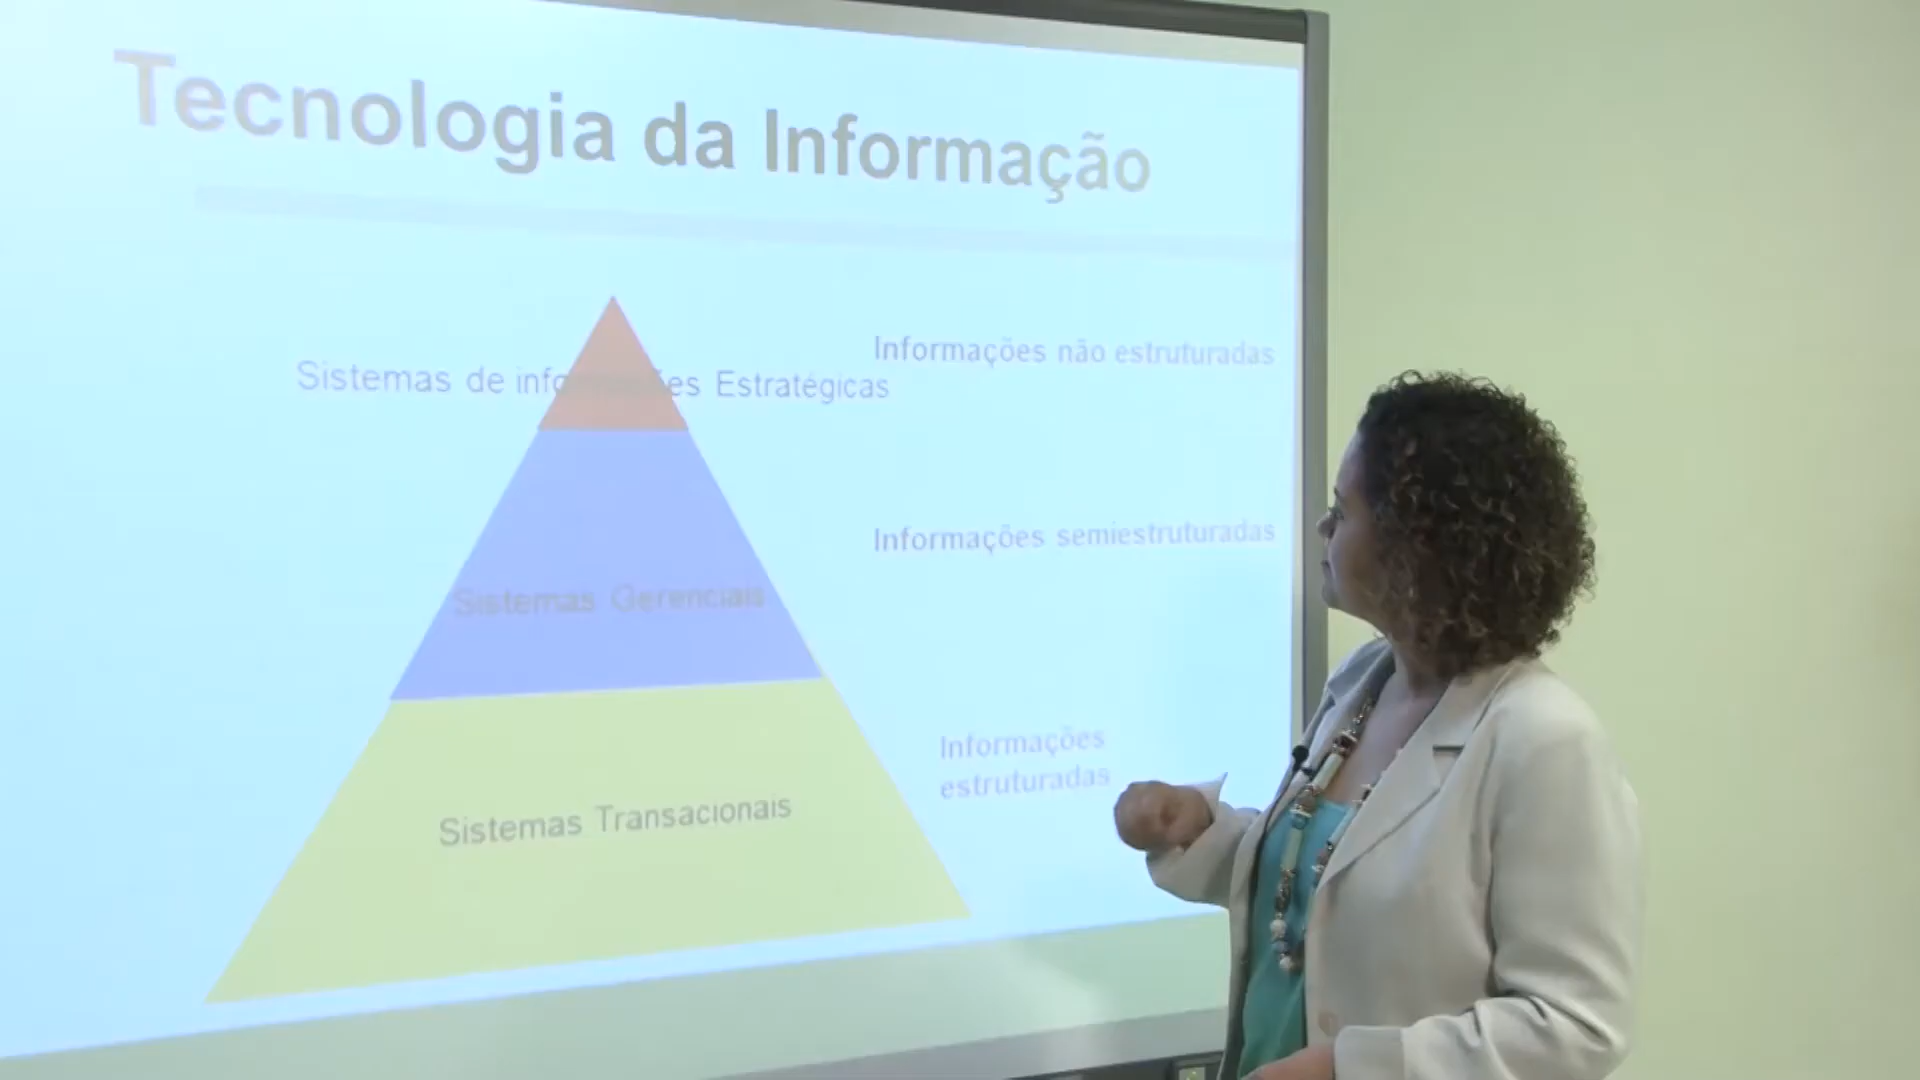 Tecnologia da Informação
Informações não estruturadas
Sistemas de informações Estratégicas
Informações semiestruturadas
Sistemas Gerenciais
Informações
estruturadas
Sistemas Transacionais